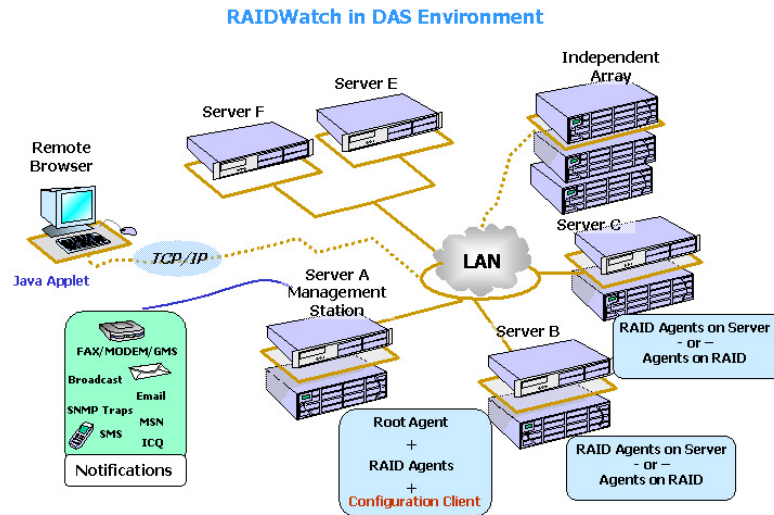 RAIDWatch in DAS Environment
Independent
Array
Server E
Server F
Remote
Browser
TCP/IP
Java Applet
LAN
Server C
Server A
Management
Station
Server B
RAID Agents on Server
- or –
Agents on RAID
FAX/MODEM/GMS
Broadcast
Email
SNMP Traps
MSN
SMS
ICQ
Notifications
Root Agent
+
RAID Agents
+
Configuration Client
RAID Agents on Server
- or –
Agents on RAID